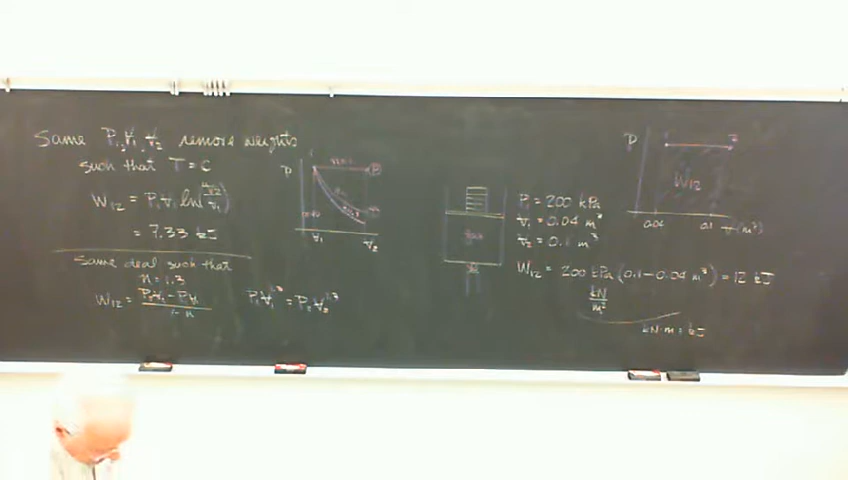 Same P₁, V₁, V₂ remove weights
such that T = C
W₁₂ = P₁V₁ ln(V₂/V₁)
= 7.33 kJ
Same deal such that
n = 1.3
W₁₂ = P₂V₂ - P₁V₁ / 1 - n
P₁V₁^1.3 = P₂V₂^1.3
P
V₁
V₂
gas
P₁ = 200 kPa
V₁ = 0.04 m³
V₂ = 0.1 m³
W₁₂ = 200 kPa (0.1 - 0.04 m³) = 12 kJ
kN/m²
kN·m = kJ
P
W₁₂
0.04
0.1
V(m³)